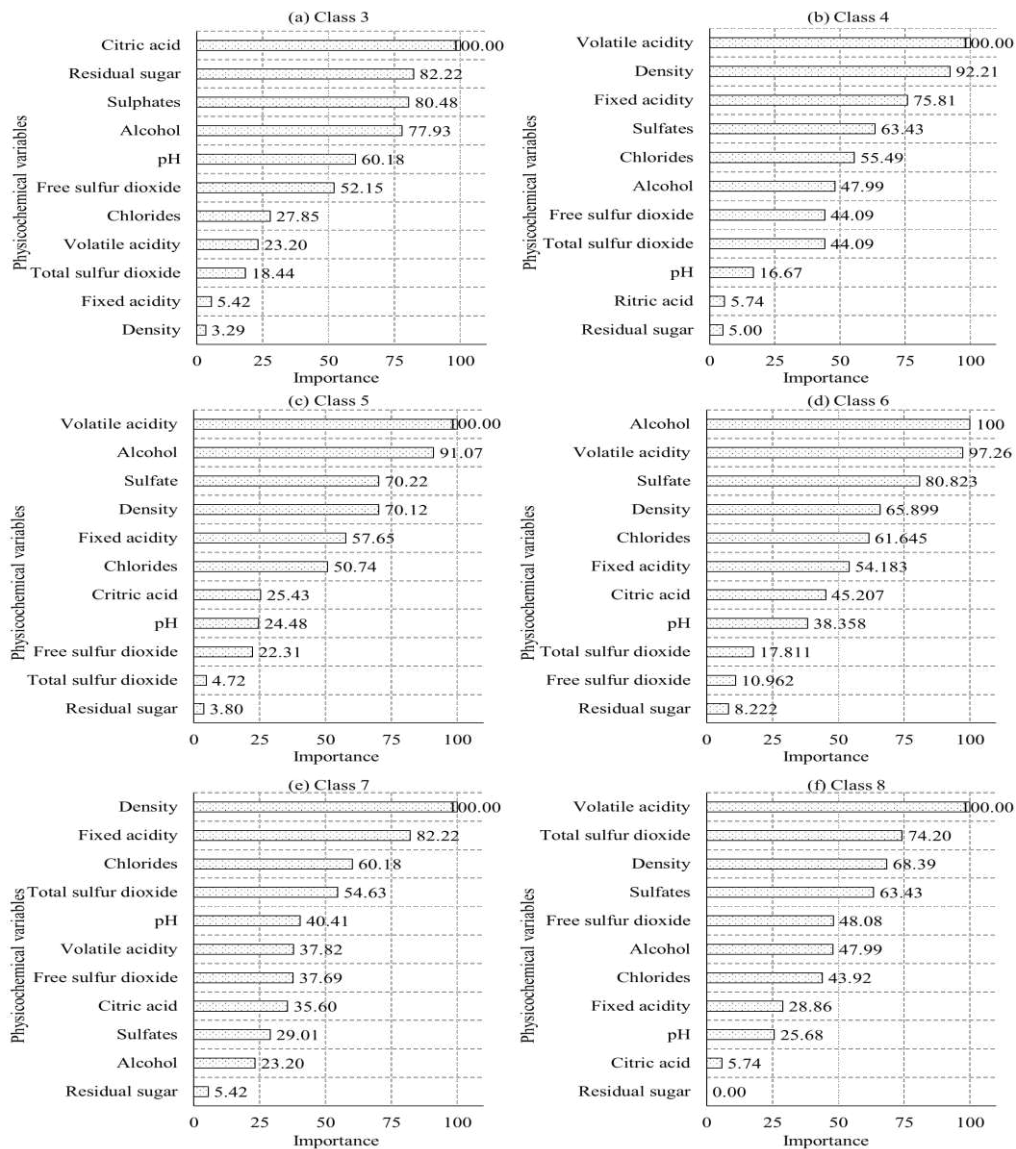 (a) Class 3
Physicochemical variables
Citric acid 100.00
Residual sugar 82.22
Sulphates 80.48
Alcohol 77.93
pH 60.18
Free sulfur dioxide 52.15
Chlorides 27.85
Volatile acidity 23.20
Total sulfur dioxide 18.44
Fixed acidity 5.42
Density 3.29
0 25 50 75 100
Importance
(b) Class 4
Physicochemical variables
Volatile acidity 100.00
Density 92.21
Fixed acidity 75.81
Sulfates 63.43
Chlorides 55.49
Alcohol 47.99
Free sulfur dioxide 44.09
Total sulfur dioxide 44.09
pH 16.67
Ritric acid 5.74
Residual sugar 5.00
0 25 50 75 100
Importance
(c) Class 5
Physicochemical variables
Volatile acidity 100.00
Alcohol 91.07
Sulfate 70.22
Density 70.12
Fixed acidity 57.65
Chlorides 50.74
Critric acid 25.43
pH 24.48
Free sulfur dioxide 22.31
Total sulfur dioxide 4.72
Residual sugar 3.80
0 25 50 75 100
Importance
(d) Class 6
Physicochemical variables
Alcohol 100
Volatile acidity 97.26
Sulfate 80.823
Density 65.899
Chlorides 61.645
Fixed acidity 54.183
Citric acid 45.207
pH 38.358
Total sulfur dioxide 17.811
Free sulfur dioxide 10.962
Residual sugar 8.222
0 25 50 75 100
Importance
(e) Class 7
Physicochemical variables
Density 100.00
Fixed acidity 82.22
Chlorides 60.18
Total sulfur dioxide 54.63
pH 40.41
Volatile acidity 37.82
Free sulfur dioxide 37.69
Citric acid 35.60
Sulfates 29.01
Alcohol 23.20
Residual sugar 5.42
0 25 50 75 100
Importance
(f) Class 8
Physicochemical variables
Volatile acidity 100.00
Total sulfur dioxide 74.20
Density 68.39
Sulfates 63.43
Free sulfur dioxide 48.08
Alcohol 47.99
Chlorides 43.92
Fixed acidity 28.86
pH 25.68
Citric acid 5.74
Residual sugar 0.00
0 25 50 75 100
Importance